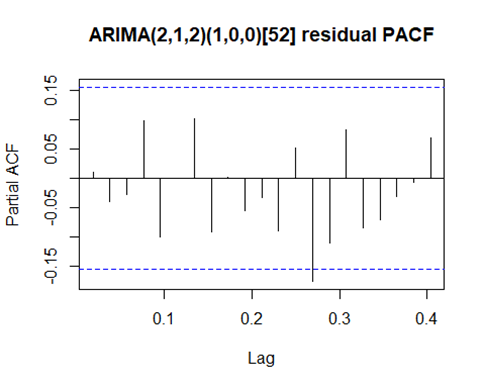 ARIMA(2,1,2)(1,0,0)[52] residual PACF
Partial ACF
0.15
0.05
-0.05
-0.15
0.1 0.2 0.3 0.4
Lag